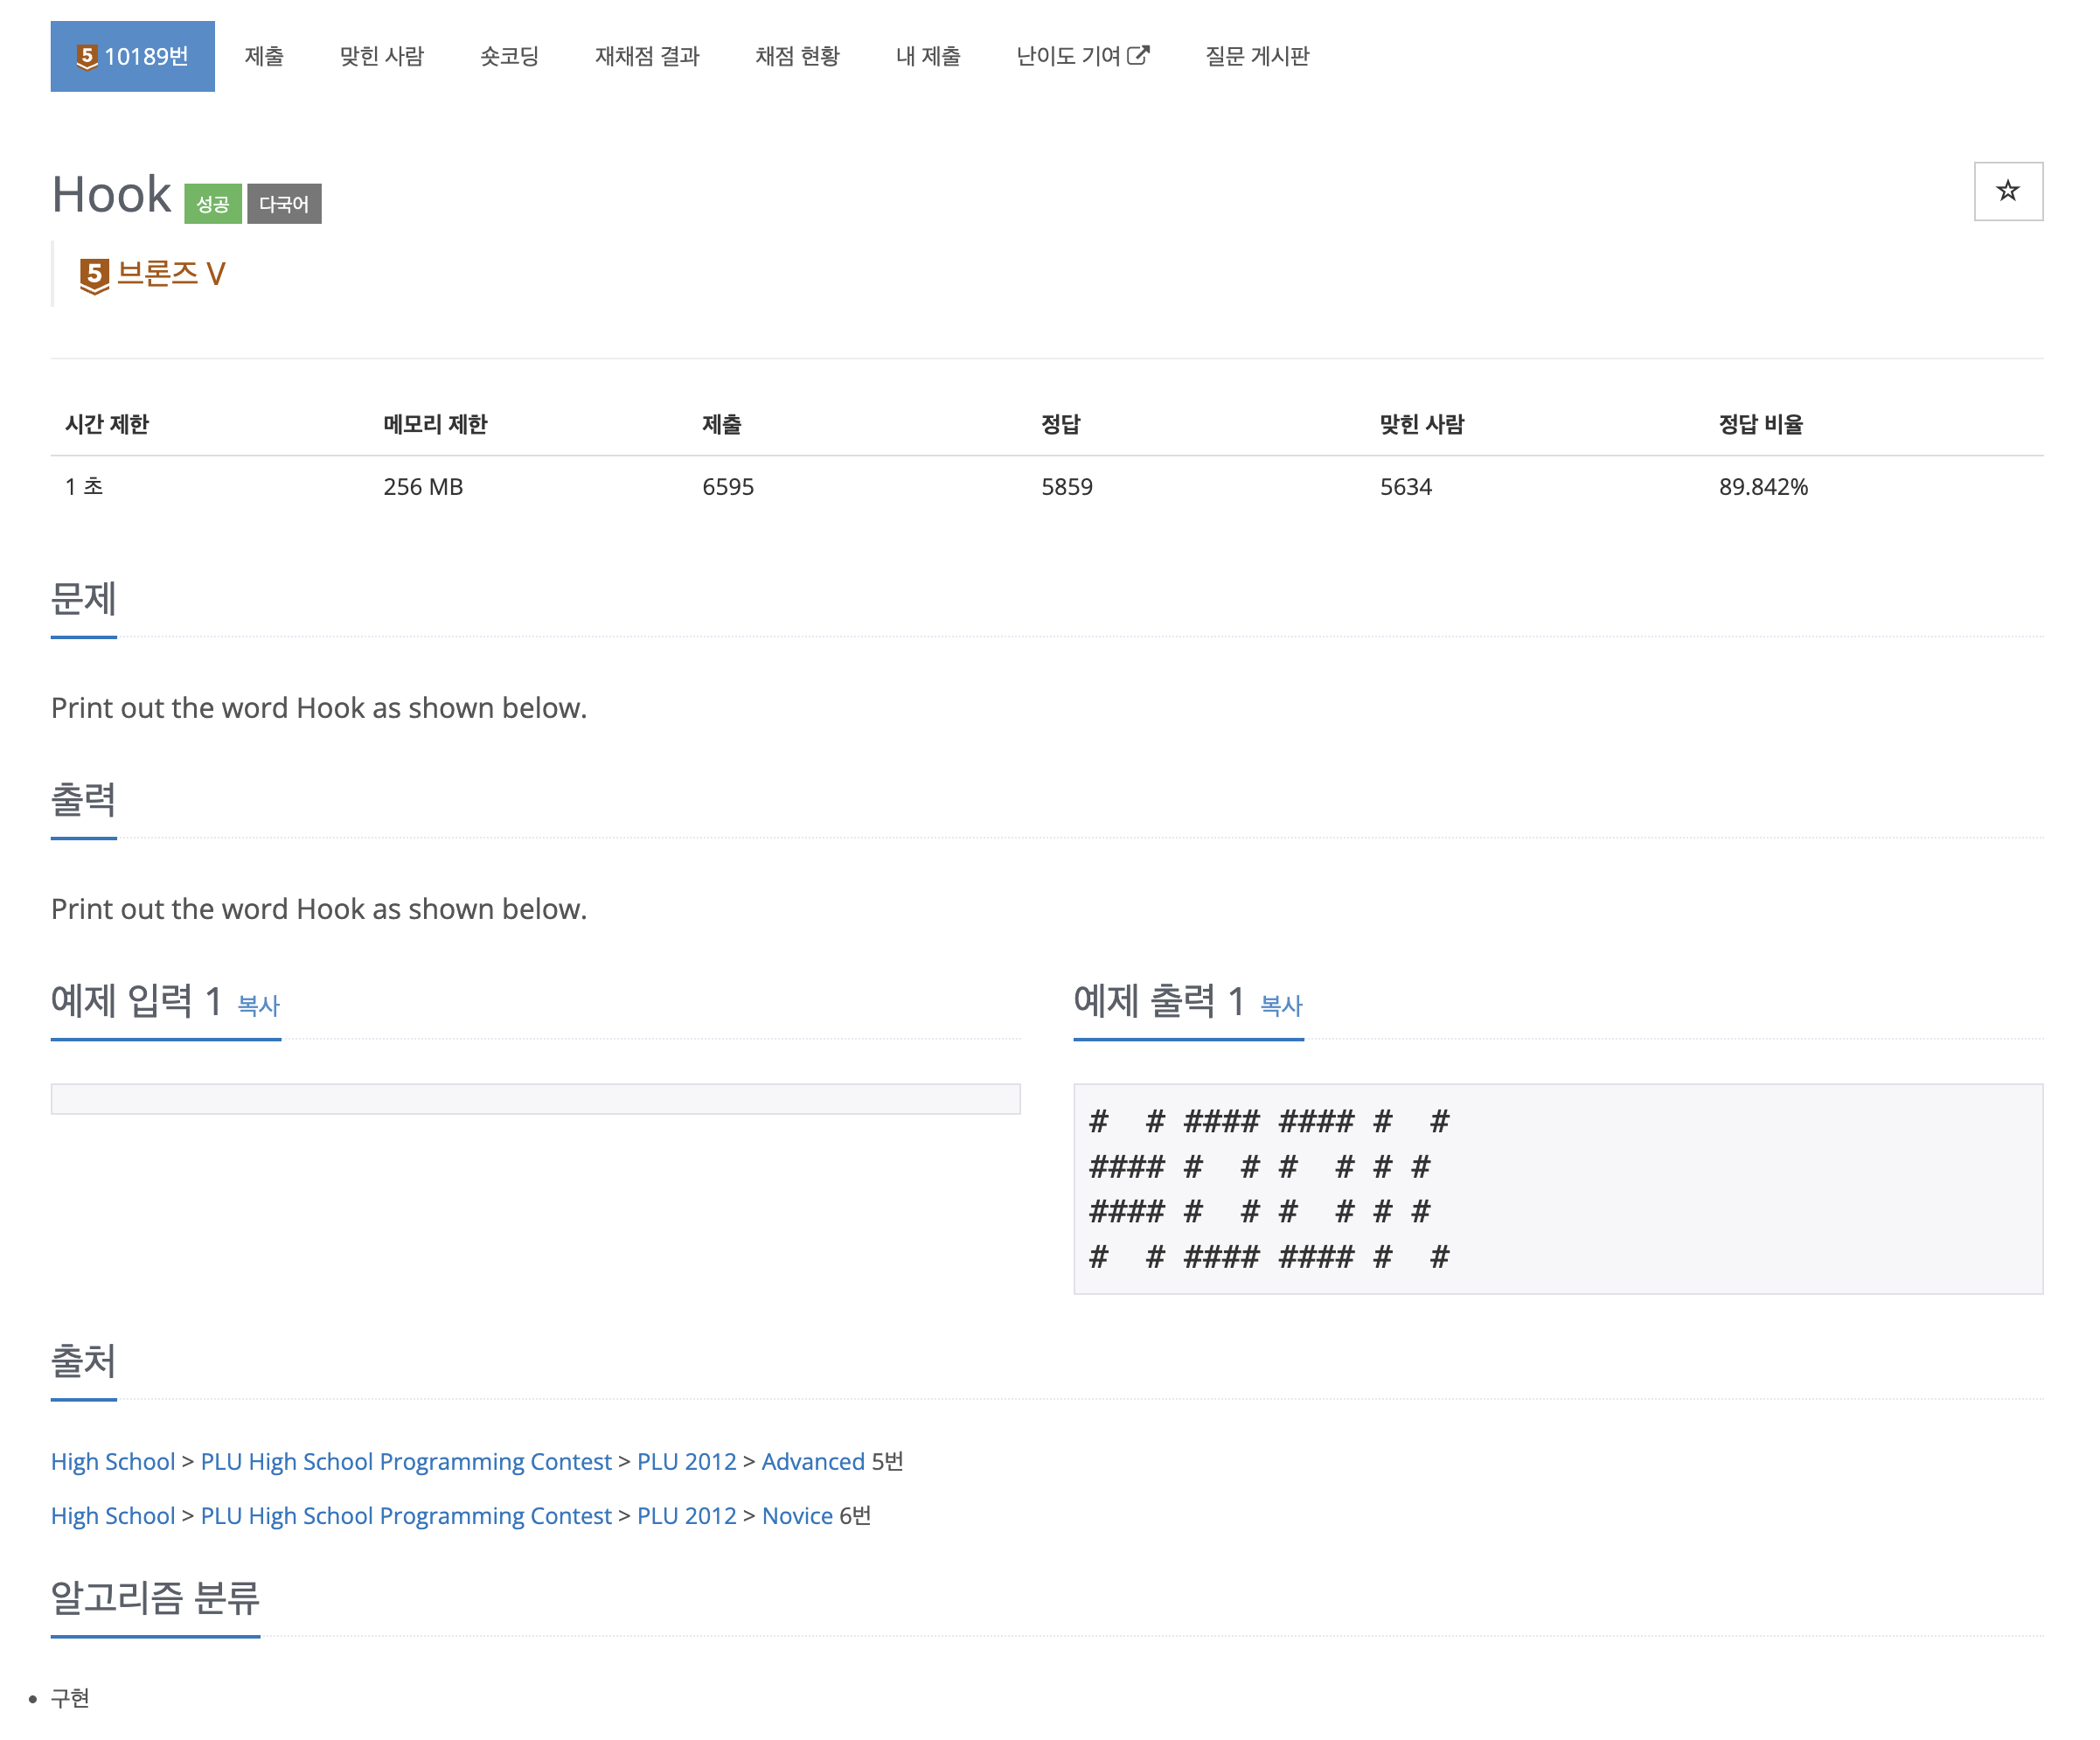 5 10189번 제출 맞힌 사람 숏코딩 재채점 결과 채점 현황 내 제출 난이도 기여 질문 게시판
Hook 성공 다국어
5 브론즈 V
시간 제한 메모리 제한 제출 정답 맞힌 사람 정답 비율
1 초 256 MB 6595 5859 5634 89.842%
문제
Print out the word Hook as shown below.
출력
Print out the word Hook as shown below.
예제 입력 1 복사
예제 출력 1 복사
#  # #### #### #  #
#### #  # #  # # #
#### #  # #  # # #
#  # #### #### #  #
출처
High School > PLU High School Programming Contest > PLU 2012 > Advanced 5번
High School > PLU High School Programming Contest > PLU 2012 > Novice 6번
알고리즘 분류
• 구현